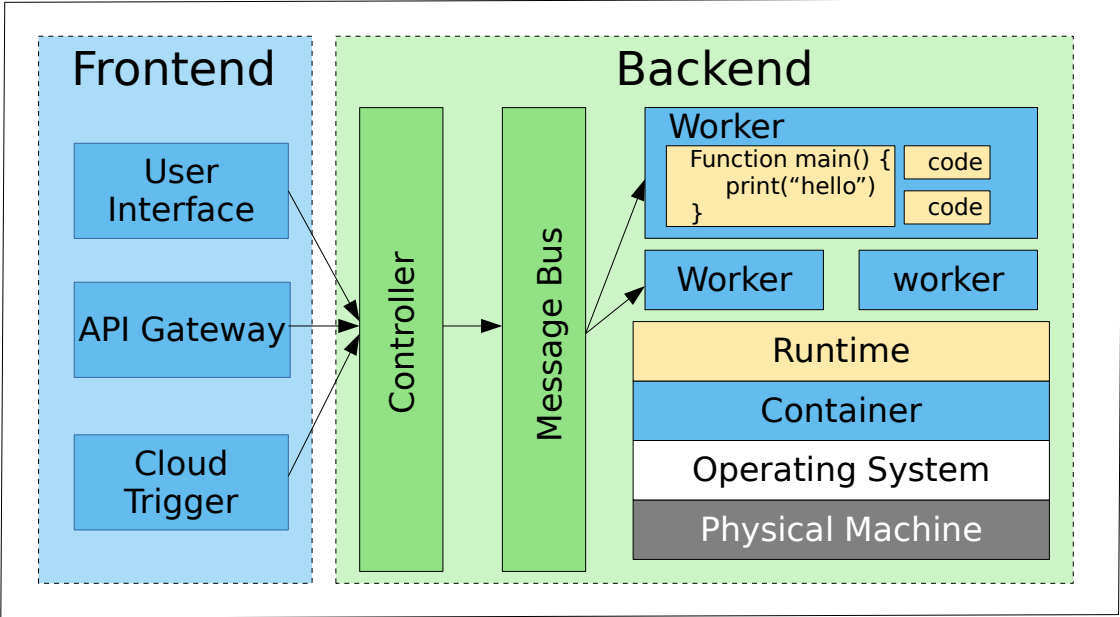 Frontend
User
Interface
API Gateway
Cloud
Trigger
Backend
Controller
Message Bus
Worker
Function main() {
print(“hello”)
}
code
code
Worker
worker
Runtime
Container
Operating System
Physical Machine